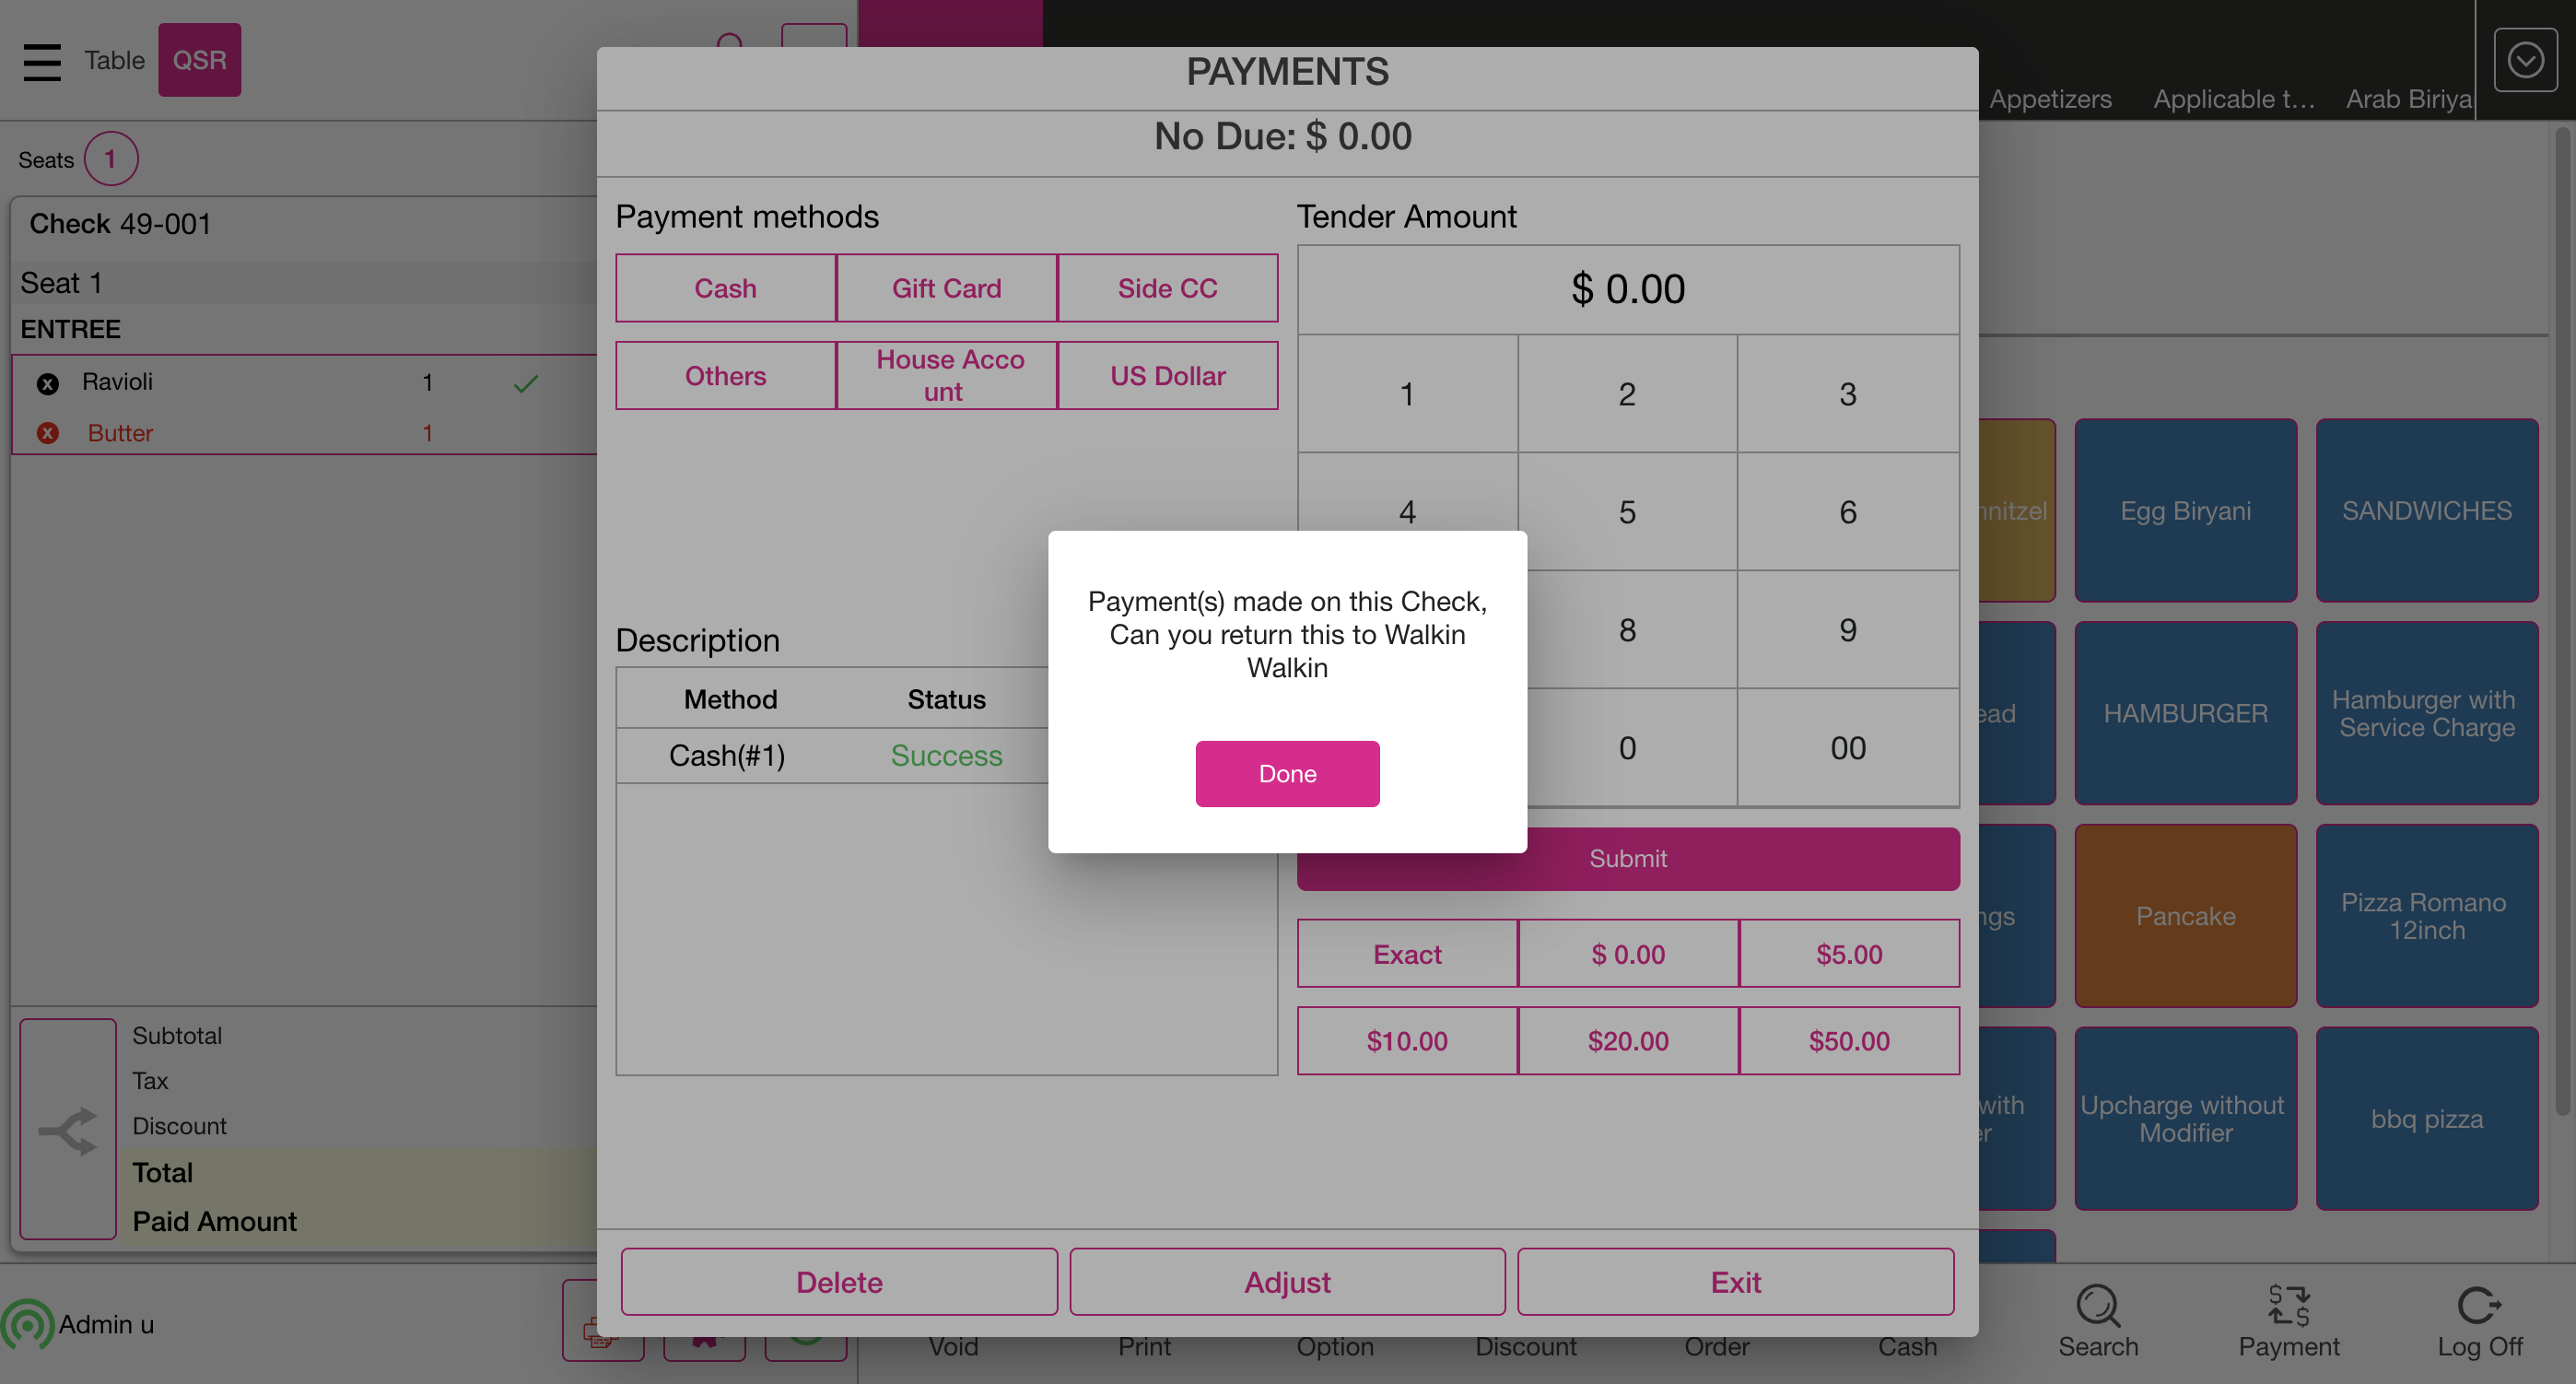 Table
QSR
Seats 1
Check 49-001
Seat 1
ENTREE
Ravioli 1
Butter 1
Subtotal
Tax
Discount
Total
Paid Amount
Admin u
PAYMENTS
No Due: $ 0.00
Payment methods
Cash
Gift Card
Side CC
Others
House Acco
unt
US Dollar
Description
Method Status
Cash(#1) Success
Tender Amount
$ 0.00
1 2 3
4 5 6
8 9
0 00
Submit
Exact $ 0.00 $5.00
$10.00 $20.00 $50.00
Delete
Adjust
Exit
Payment(s) made on this Check,
Can you return this to Walkin
Walkin
Done
Appetizers
Applicable t...
Arab Biriya
nnitzel
Egg Biryani
SANDWICHES
ead
HAMBURGER
Hamburger with
Service Charge
ngs
Pancake
Pizza Romano
12inch
with
er
Upcharge without
Modifier
bbq pizza
Void
Print
Option
Discount
Order
Cash
Search
Payment
Log Off